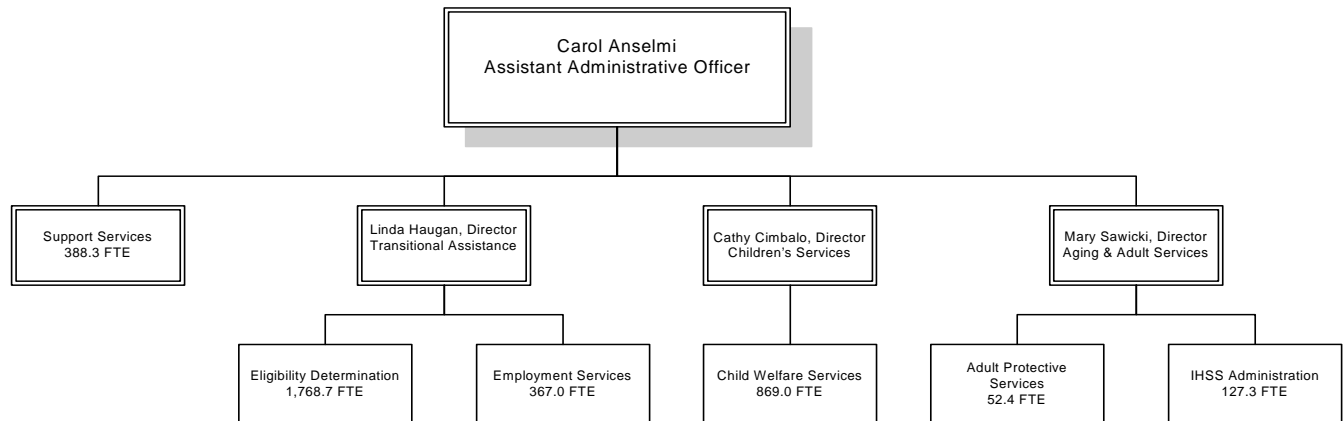 Carol Anselmi
Assistant Administrative Officer
Support Services
388.3 FTE
Linda Haugan, Director
Transitional Assistance
Cathy Cimbalo, Director
Children's Services
Mary Sawicki, Director
Aging & Adult Services
Eligibility Determination
1,768.7 FTE
Employment Services
367.0 FTE
Child Welfare Services
869.0 FTE
Adult Protective
Services
52.4 FTE
IHSS Administration
127.3 FTE